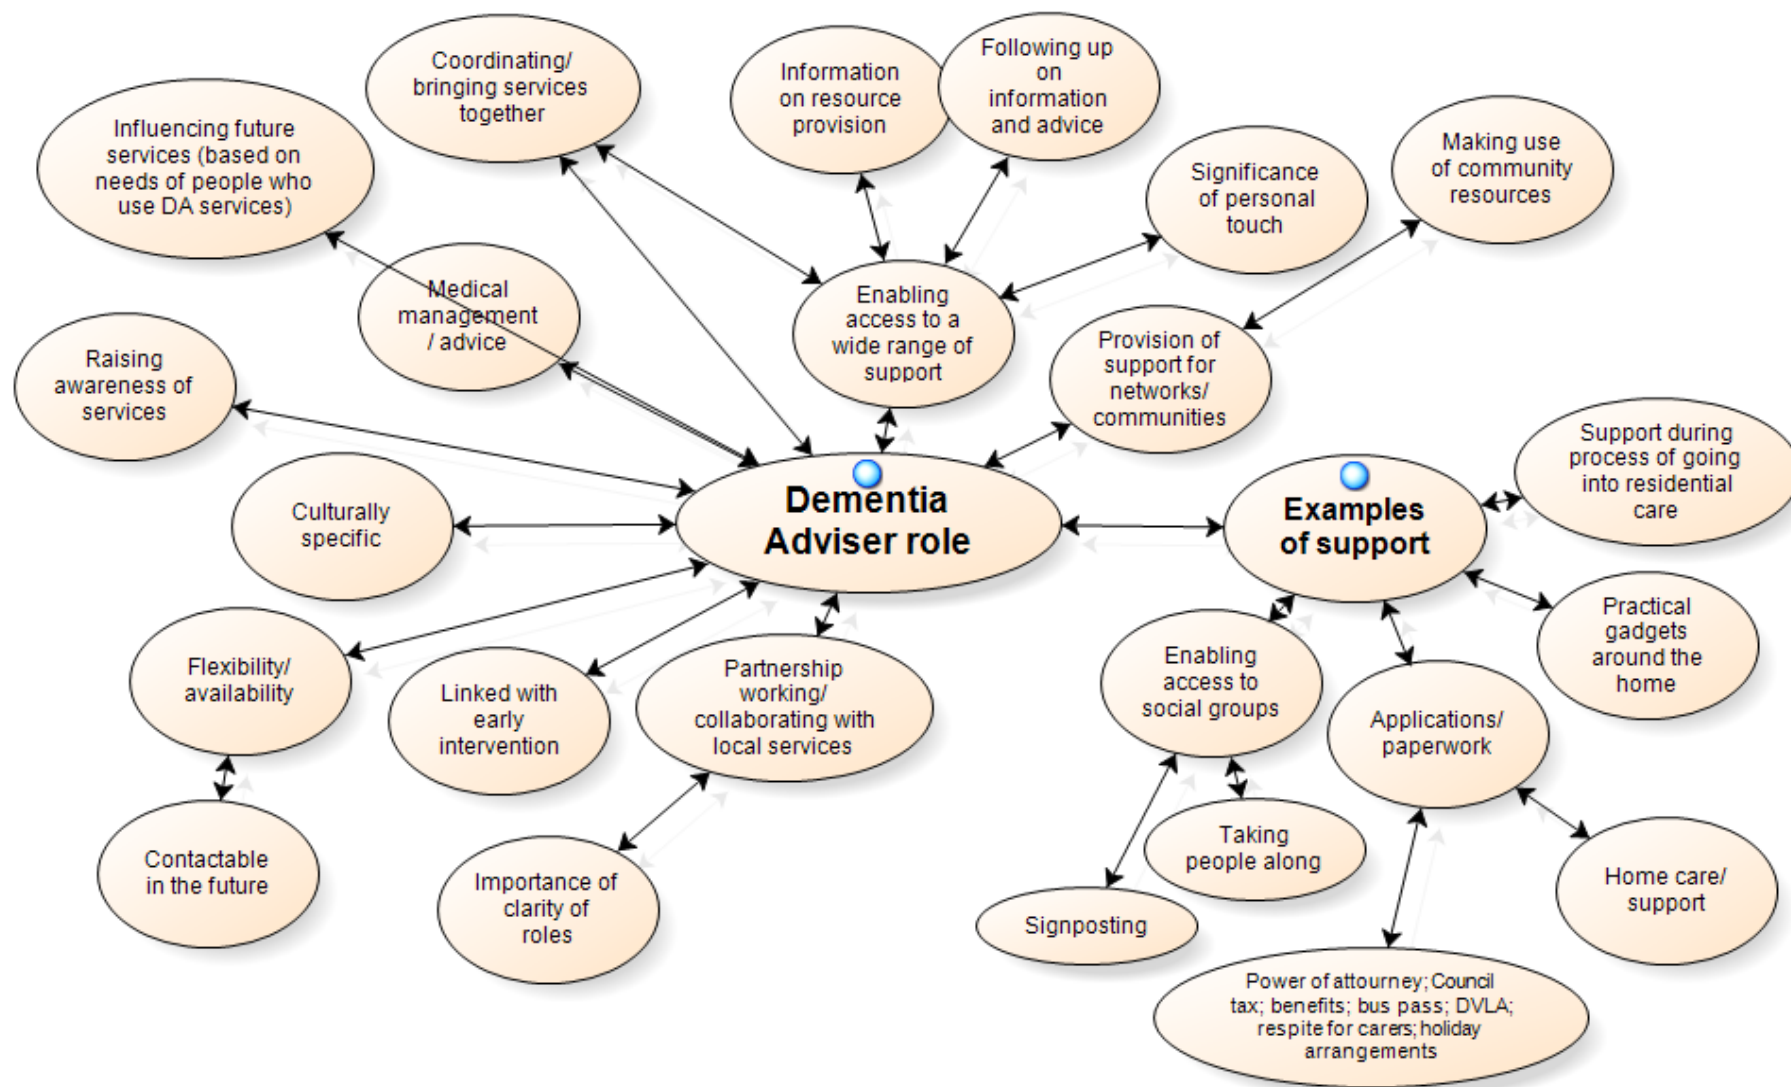 Coordinating/
bringing services
together
Information
on resource
provision
Following up
on
information
and advice
Influencing future
services (based on
needs of people who
use DA services)
Making use
of community
resources
Significance
of personal
touch
Medical
management
/ advice
Enabling
access to a
wide range of
support
Raising
awareness of
services
Provision of
support for
networks/
communities
Support during
process of going
into residential
care
Dementia
Adviser role
Examples
of support
Culturally
specific
Practical
gadgets
around the
home
Flexibility/
availability
Linked with
early
intervention
Partnership
working/
collaborating with
local services
Enabling
access to
social groups
Applications/
paperwork
Contactable
in the future
Importance of
clarity of
roles
Taking
people along
Signposting
Home care/
support
Power of attourney; Council
tax; benefits; bus pass; DVLA;
respite for carers; holiday
arrangements